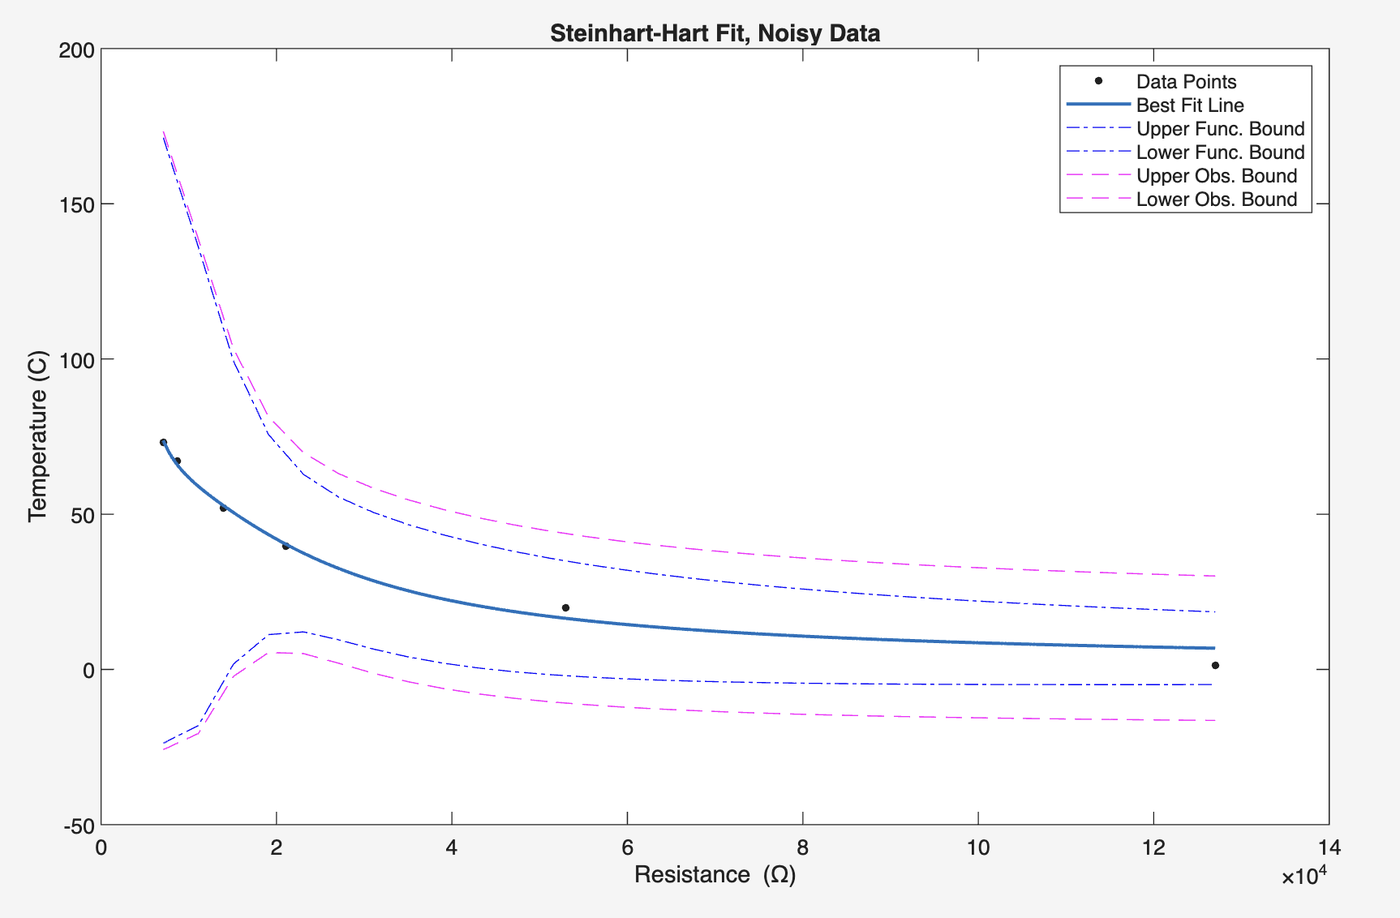 Steinhart-Hart Fit, Noisy Data
200
150
100
50
0
-50
Temperature (C)
Data Points
Best Fit Line
Upper Func. Bound
Lower Func. Bound
Upper Obs. Bound
Lower Obs. Bound
0 2 4 6 8 10 12 14
Resistance (Ω)
×10⁴